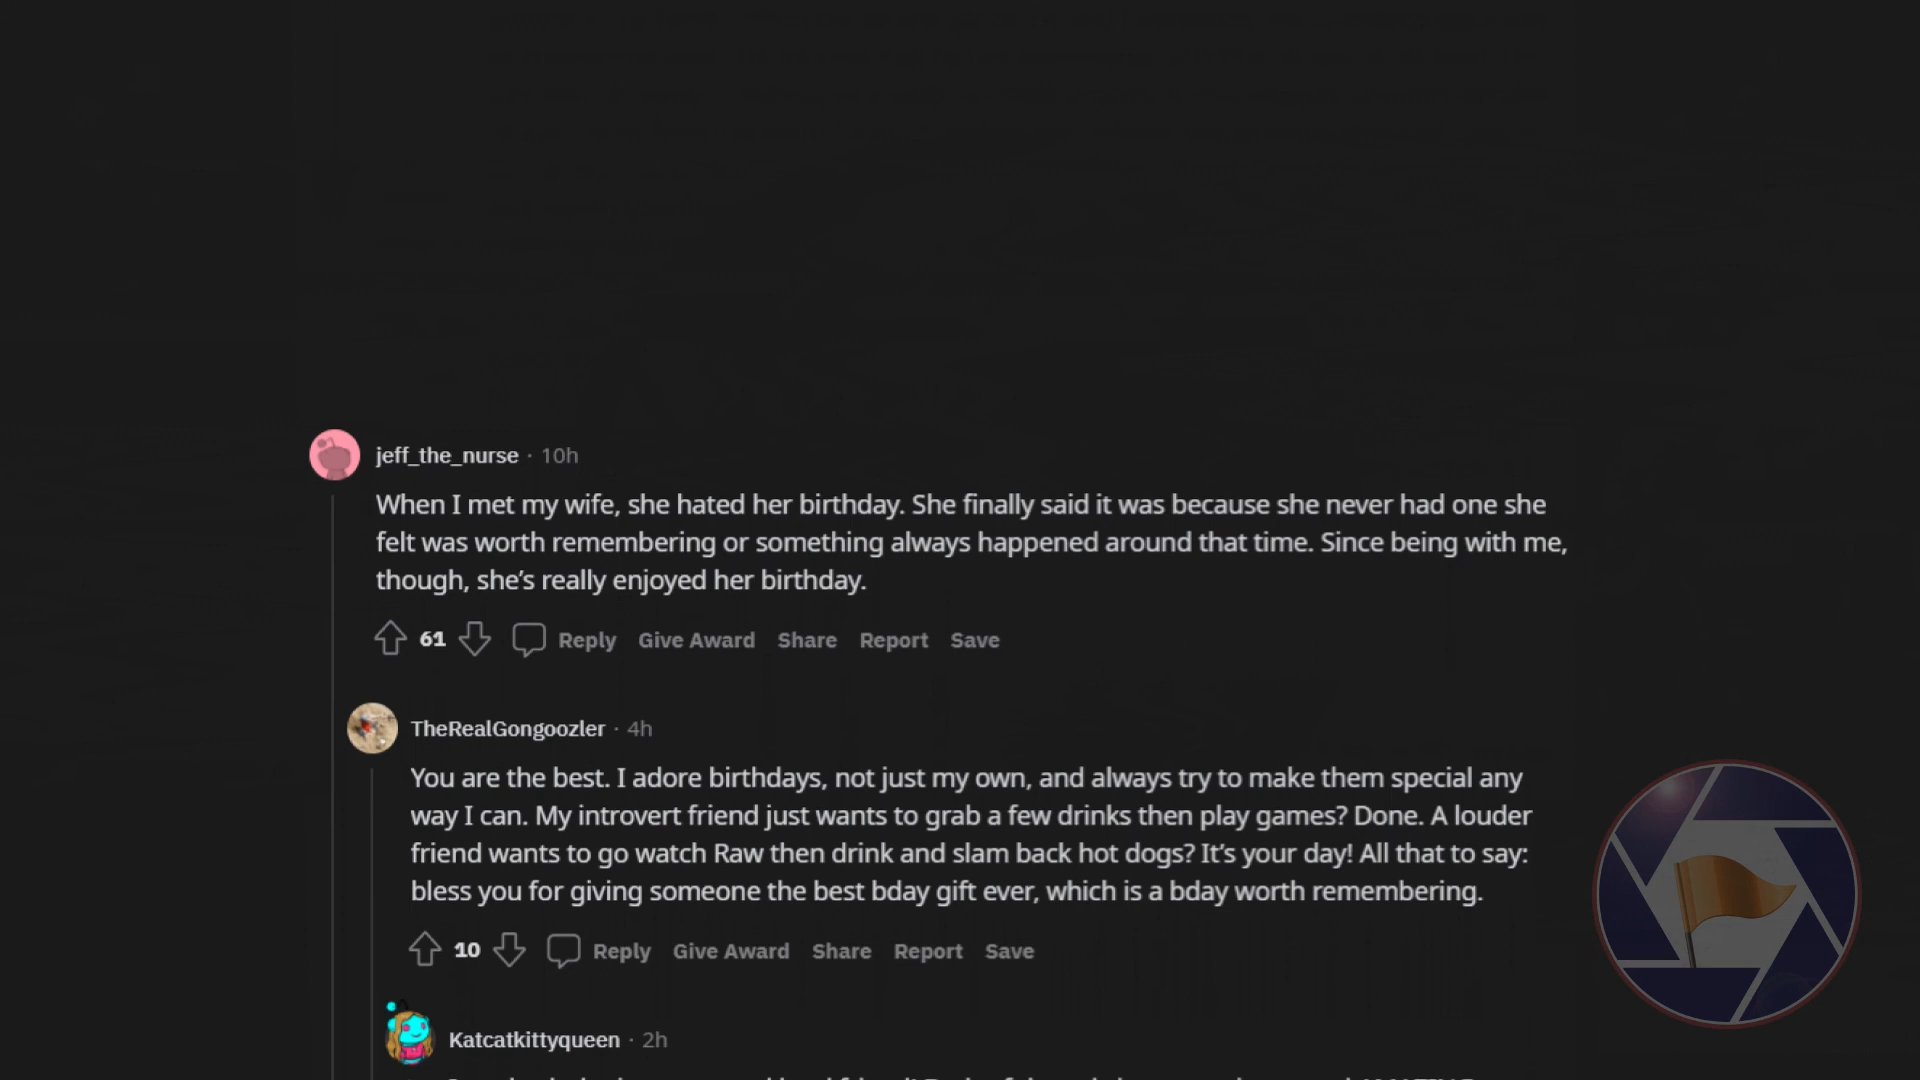 jeff_the_nurse · 10h
When I met my wife, she hated her birthday. She finally said it was because she never had one she
felt was worth remembering or something always happened around that time. Since being with me,
though, she’s really enjoyed her birthday.
61 Reply Give Award Share Report Save
TheRealGongoozler · 4h
You are the best. I adore birthdays, not just my own, and always try to make them special any
way I can. My introvert friend just wants to grab a few drinks then play games? Done. A louder
friend wants to go watch Raw then drink and slam back hot dogs? It’s your day! All that to say:
bless you for giving someone the best bday gift ever, which is a bday worth remembering.
10 Reply Give Award Share Report Save
Katcatkittyqueen · 2h